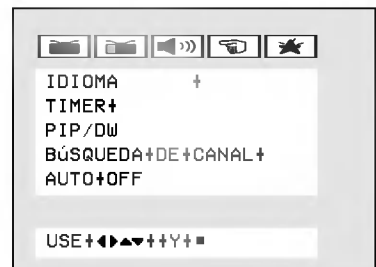 IDIOMA +
TIMER+
PIP/DW
BúSQUEDA+DE+CANAL+
AUTO+OFF
USE+◀▶▲▼++Y+■